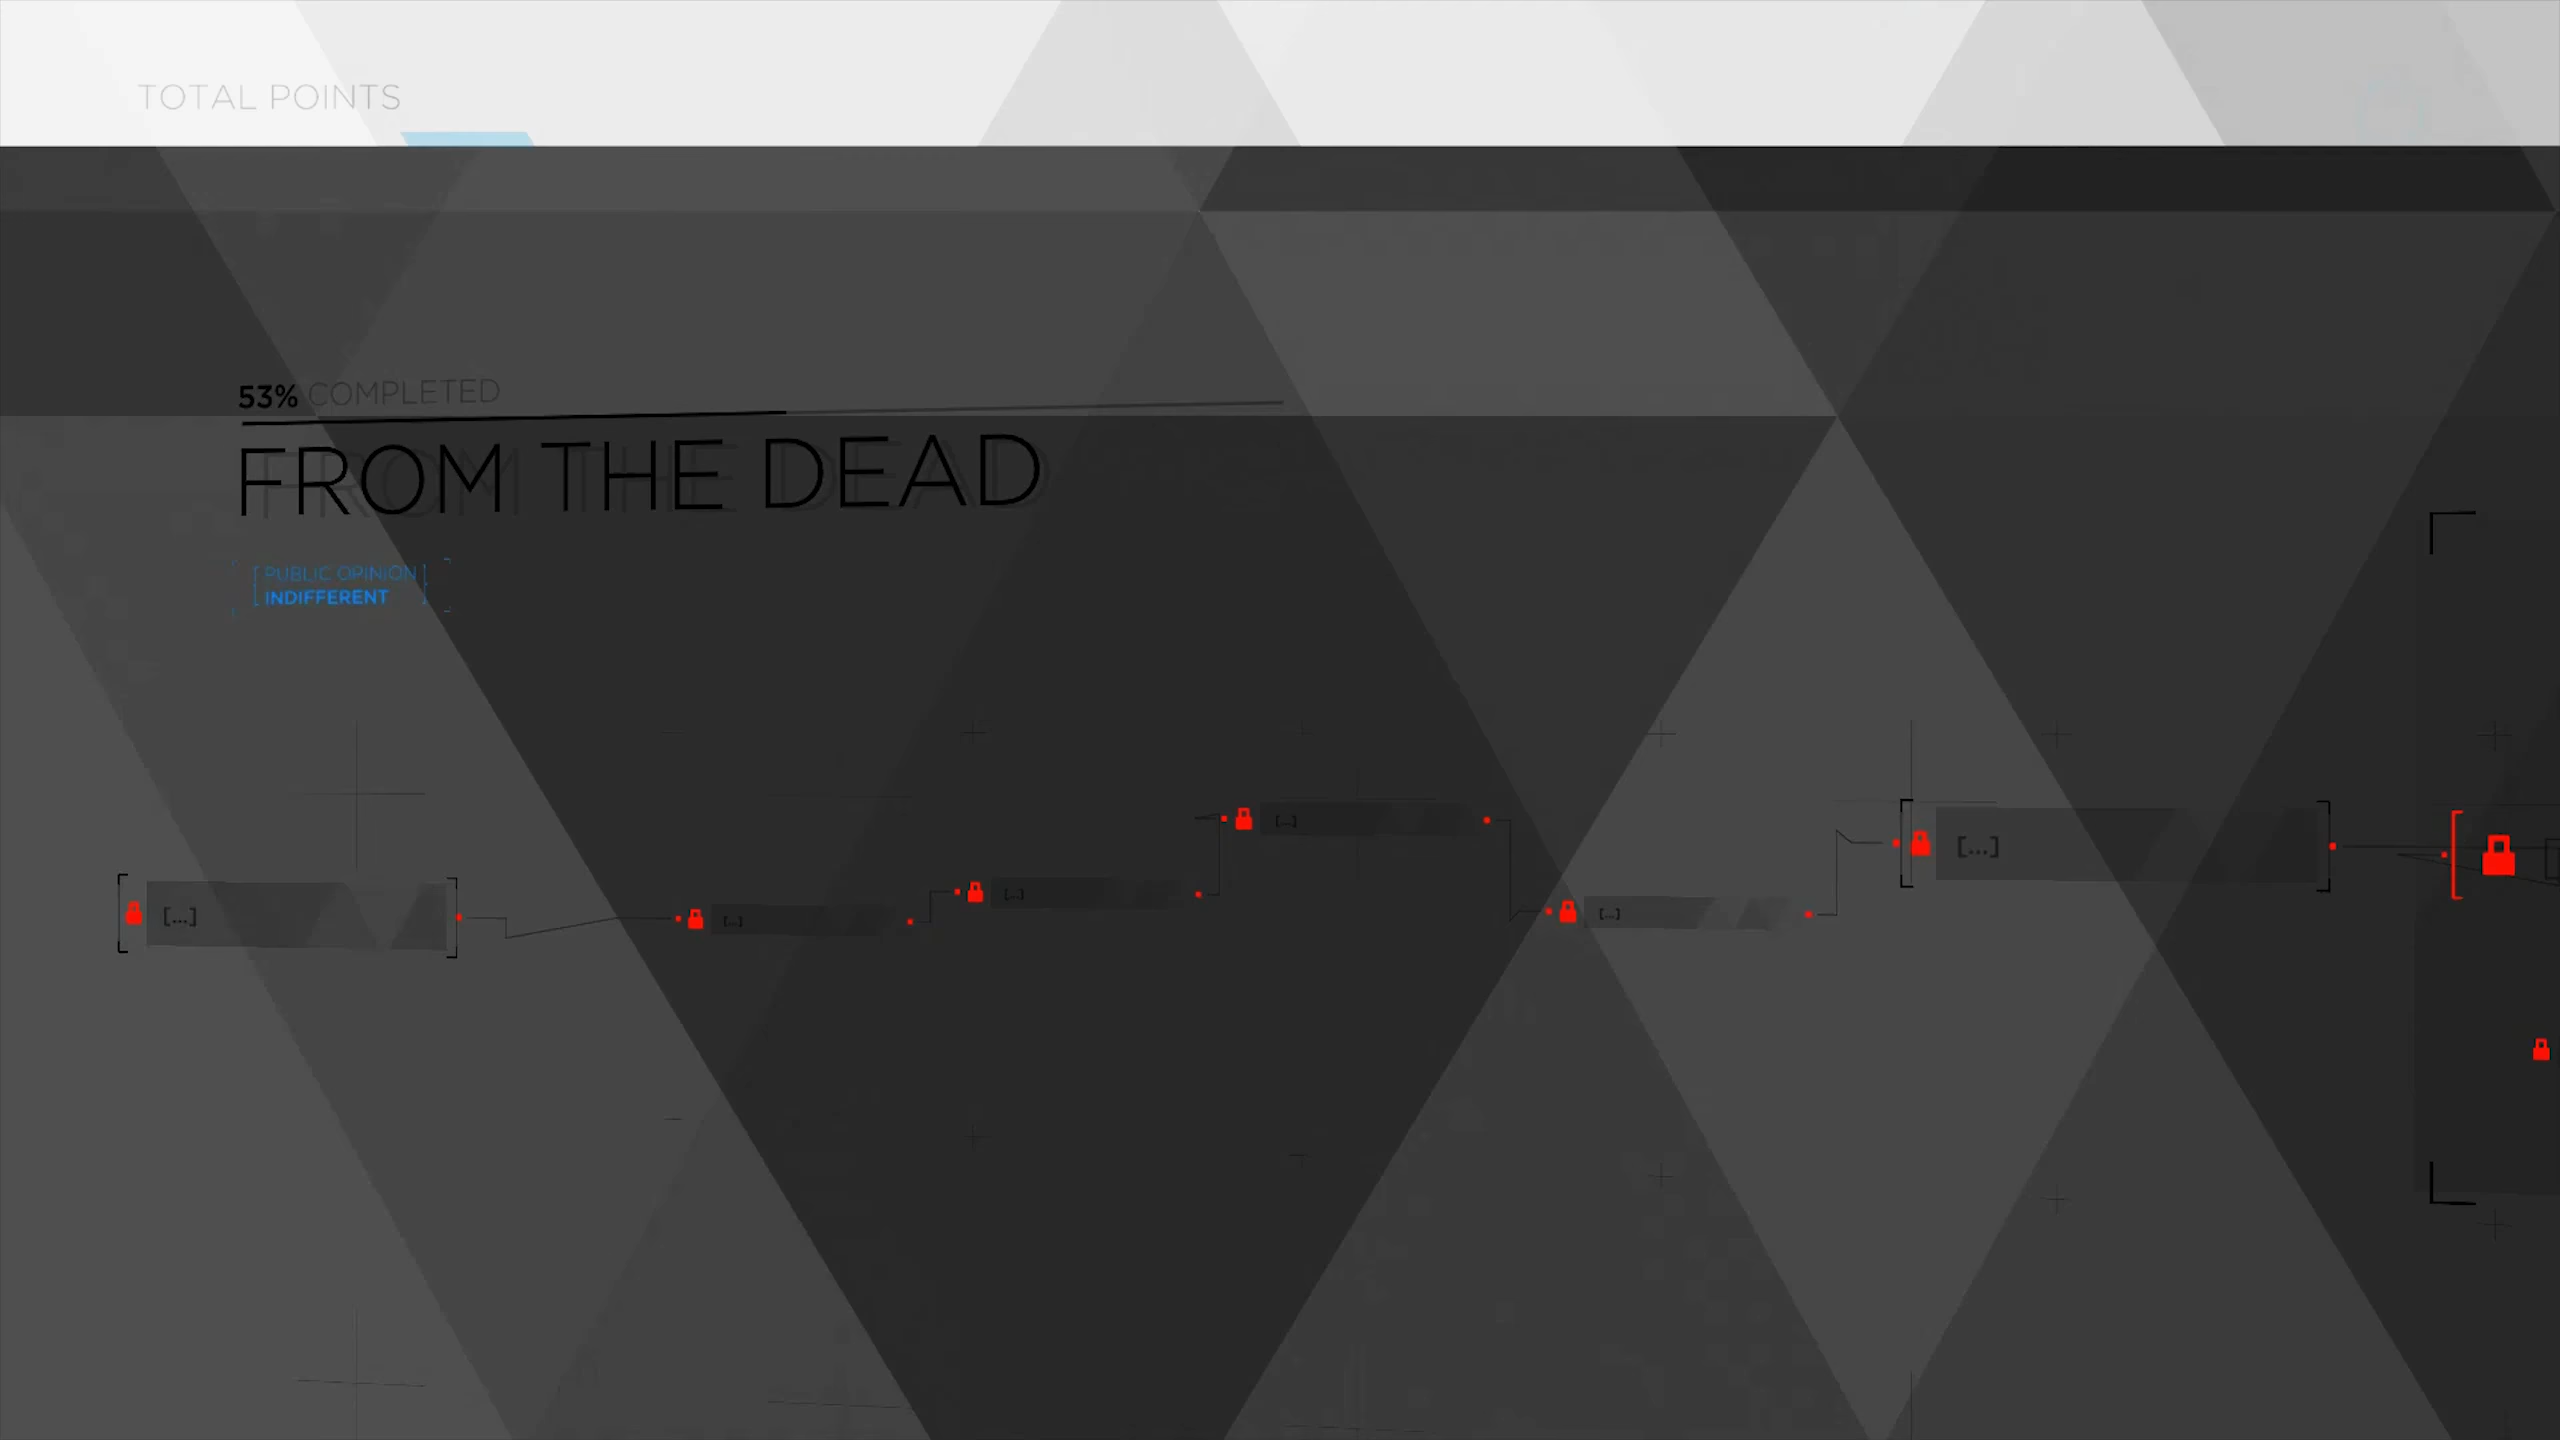 TOTAL POINTS
53% COMPLETED
FROM THE DEAD
PUBLIC OPINION
INDIFFERENT
[...]
[...]
[...]
[...]
[...]
[...]